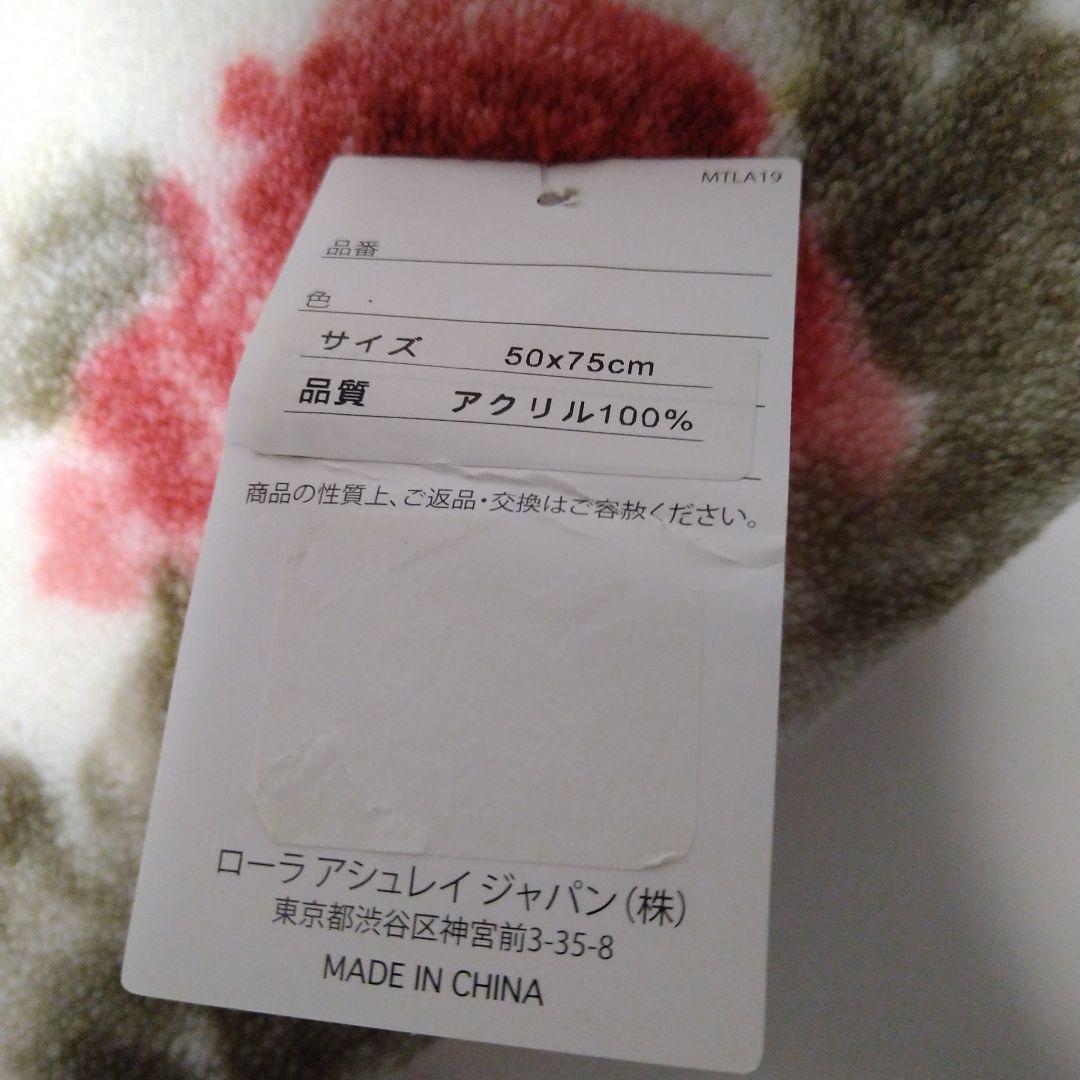 MTLA19
品番
色
サイズ 50x75cm
品質 アクリル100%
商品の性質上、ご返品・交換はご容赦ください。
ローラ アシュレイ ジャパン(株)
東京都渋谷区神宮前3-35-8
MADE IN CHINA